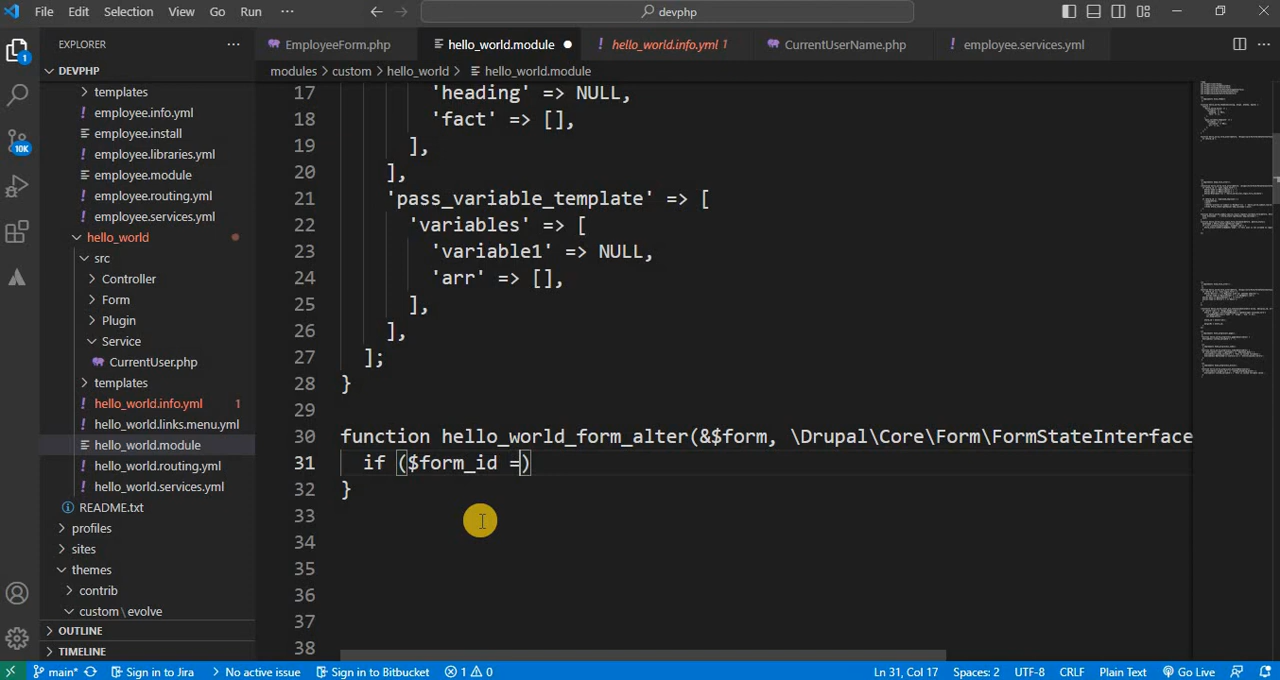 File Edit Selection View Go Run ··· devphp
EXPLORER ···
DEVPHP
templates
employee.info.yml
employee.install
employee.libraries.yml
employee.module
employee.routing.yml
employee.services.yml
hello_world
src
Controller
Form
Plugin
Service
CurrentUser.php
templates
hello_world.info.yml 1
hello_world.links.menu.yml
hello_world.module
hello_world.routing.yml
hello_world.services.yml
README.txt
profiles
sites
themes
contrib
custom\evolve
OUTLINE
TIMELINE
1
10K
EmployeeForm.php hello_world.module hello_world.info.yml 1 CurrentUserName.php employee.services.yml ···
modules > custom > hello_world > hello_world.module
17 'heading' => NULL,
18 'fact' => [],
19 ],
20 ],
21 'pass_variable_template' => [
22 'variables' => [
23 'variable1' => NULL,
24 'arr' => [],
25 ],
26 ],
27 ];
28 }
29
30 function hello_world_form_alter(&$form, \Drupal\Core\Form\FormStateInterface
31 if ($form_id =)
32 }
33
34
35
36
37
38
main* Sign in to Jira No active issue Sign in to Bitbucket 1 0 Ln 31, Col 17 Spaces: 2 UTF-8 CRLF Plain Text Go Live